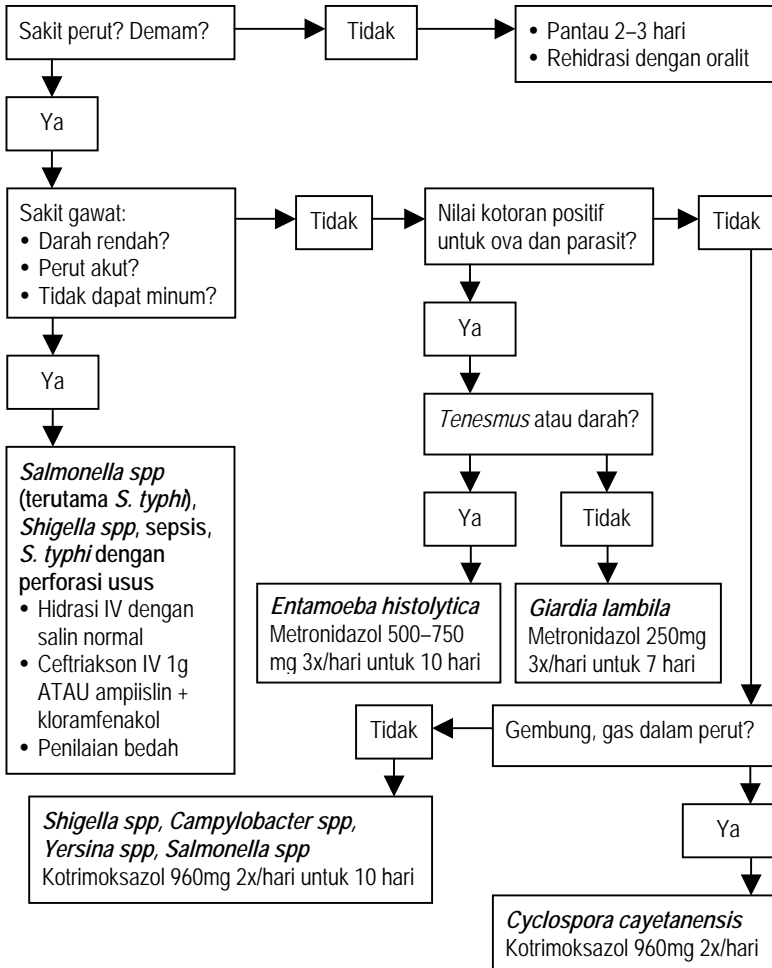 Sakit perut? Demam?
Tidak
• Pantau 2–3 hari
• Rehidrasi dengan oralit
Ya
Sakit gawat:
• Darah rendah?
• Perut akut?
• Tidak dapat minum?
Tidak
Nilai kotoran positif
untuk ova dan parasit?
Tidak
Ya
Ya
Tenesmus atau darah?
Salmonella spp
(terutama S. typhi),
Shigella spp, sepsis,
S. typhi dengan
perforasi usus
• Hidrasi IV dengan
salin normal
• Ceftriakson IV 1g
ATAU ampiislin +
kloramfenakol
• Penilaian bedah
Ya
Tidak
Entamoeba histolytica
Metronidazol 500–750
mg 3x/hari untuk 10 hari
Giardia lambila
Metronidazol 250mg
3x/hari untuk 7 hari
Tidak
Gembung, gas dalam perut?
Shigella spp, Campylobacter spp,
Yersina spp, Salmonella spp
Kotrimoksazol 960mg 2x/hari untuk 10 hari
Ya
Cyclospora cayetanensis
Kotrimoksazol 960mg 2x/hari